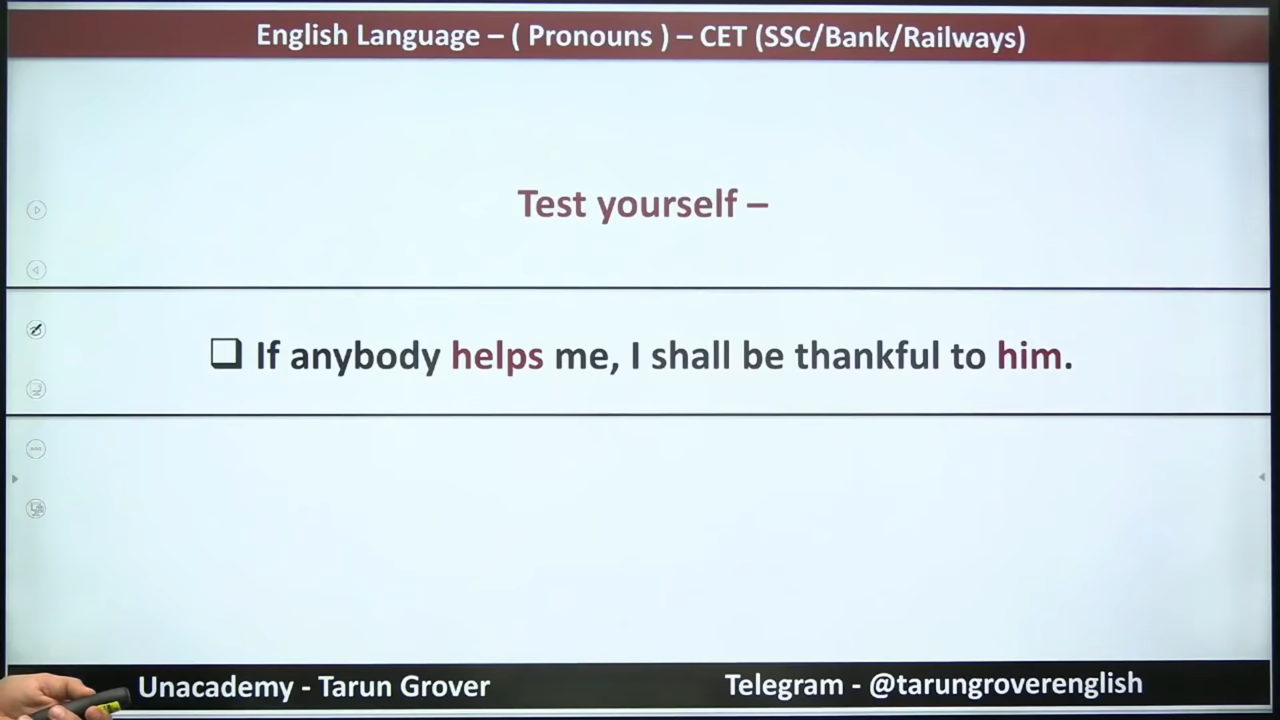 English Language – ( Pronouns ) – CET (SSC/Bank/Railways)
Test yourself –
❑ If anybody helps me, I shall be thankful to him.
Unacademy - Tarun Grover
Telegram - @tarungroverenglish